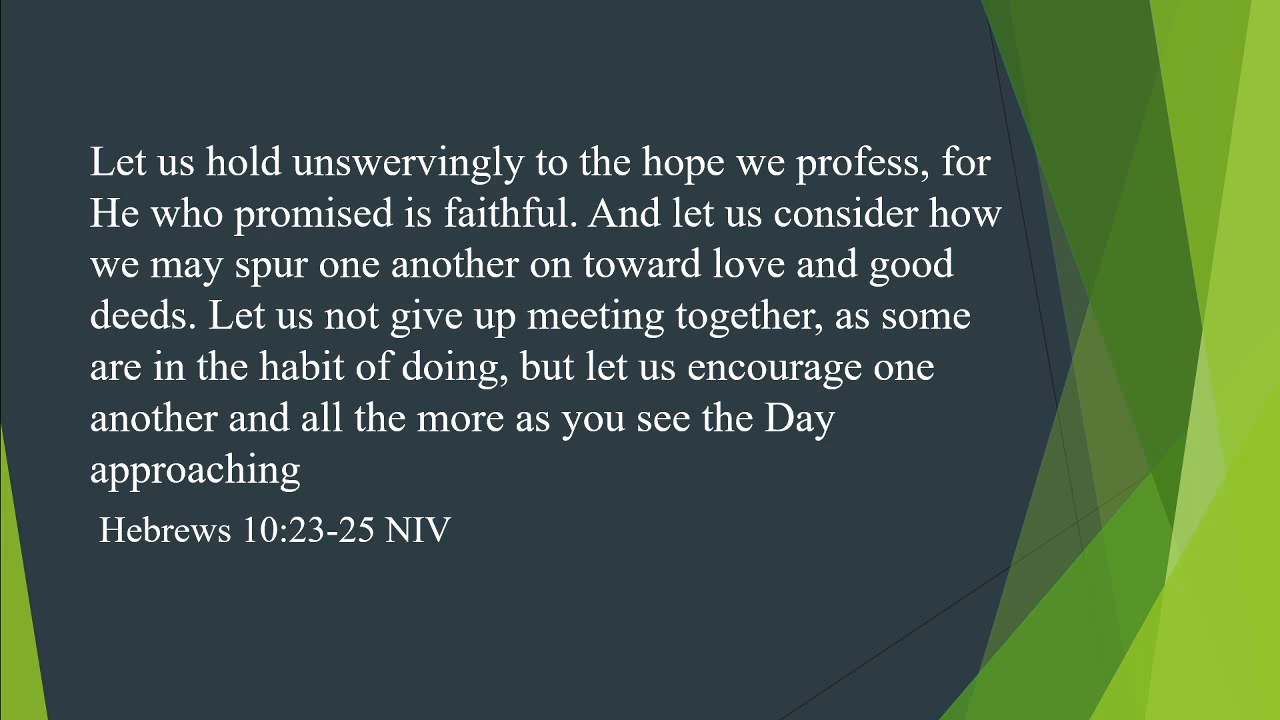 Let us hold unswervingly to the hope we profess, for
He who promised is faithful. And let us consider how
we may spur one another on toward love and good
deeds. Let us not give up meeting together, as some
are in the habit of doing, but let us encourage one
another and all the more as you see the Day
approaching
Hebrews 10:23-25 NIV